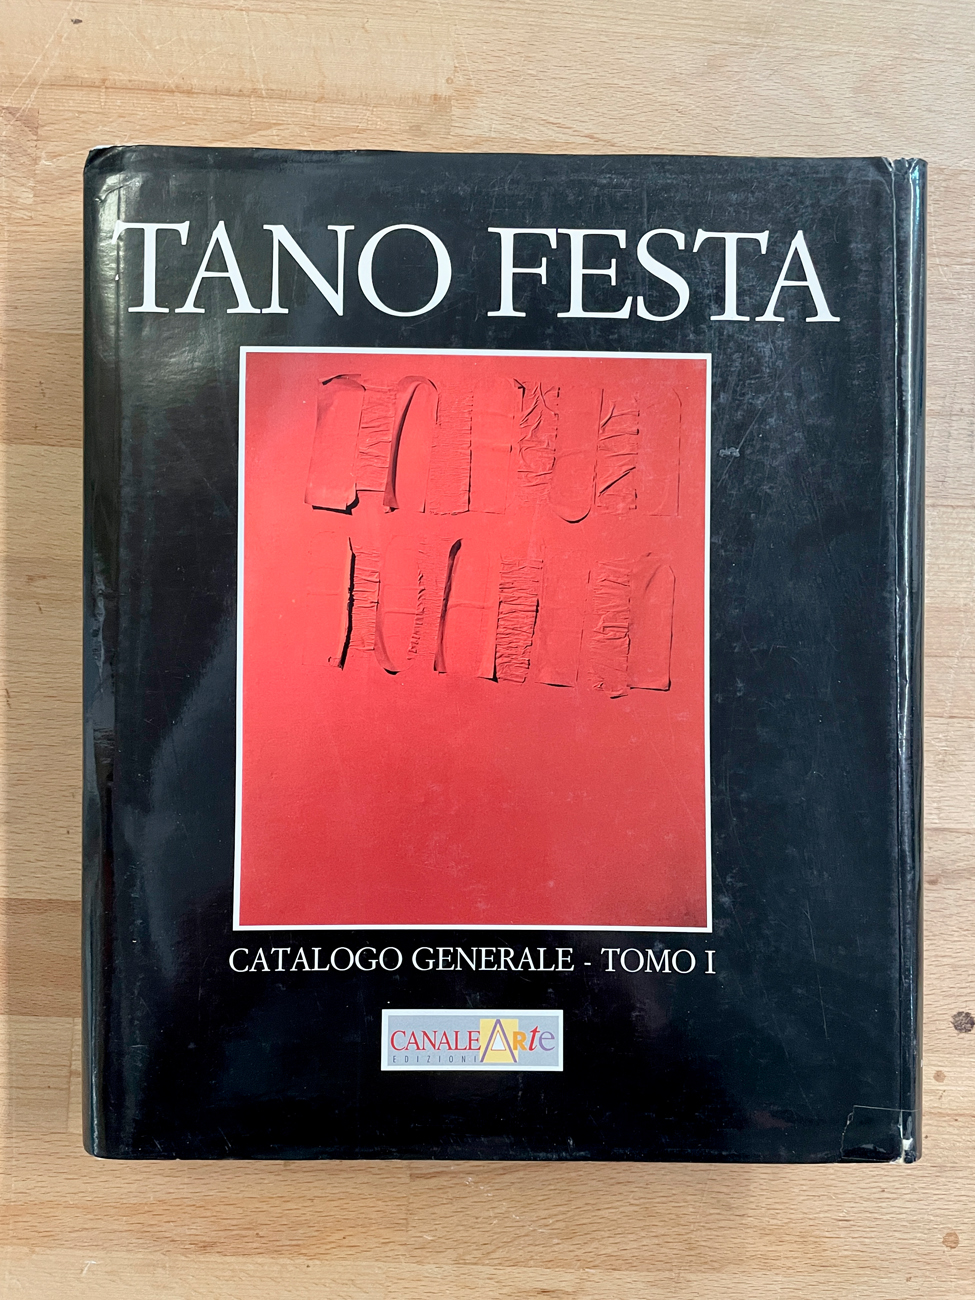 TANO FESTA
CATALOGO GENERALE - TOMO I
CANALE ARte
EDIZIONI